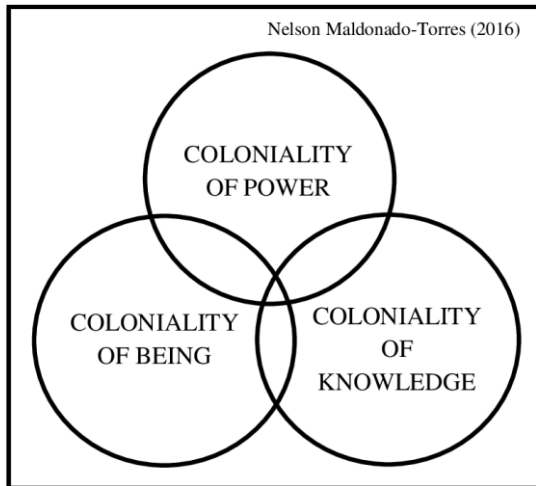 Nelson Maldonado-Torres (2016)
COLONIALITY
OF POWER
COLONIALITY
OF BEING
COLONIALITY
OF
KNOWLEDGE